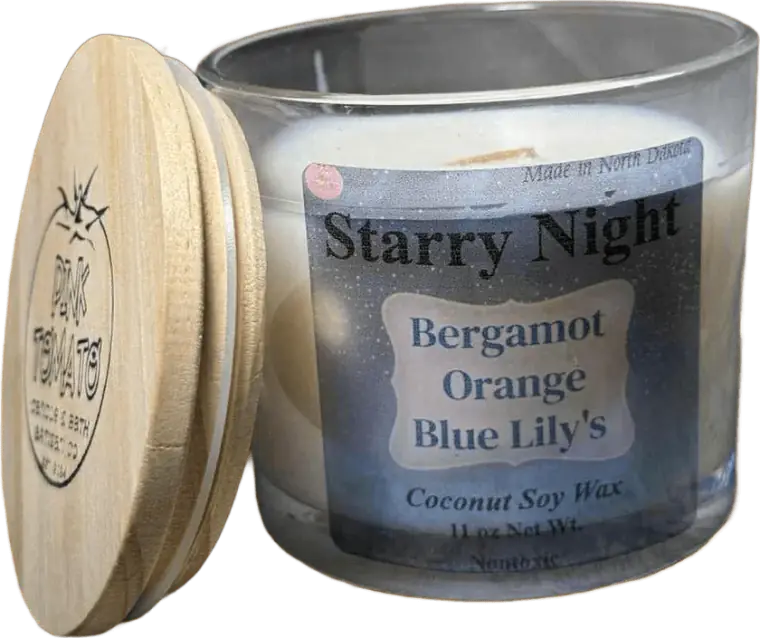 Made in North Dakota
Starry Night
Bergamot
Orange
Blue Lily's
Coconut Soy Wax
11 oz Net Wt.
Nontoxic
PINK
TOMATO
CANDLE & BATH